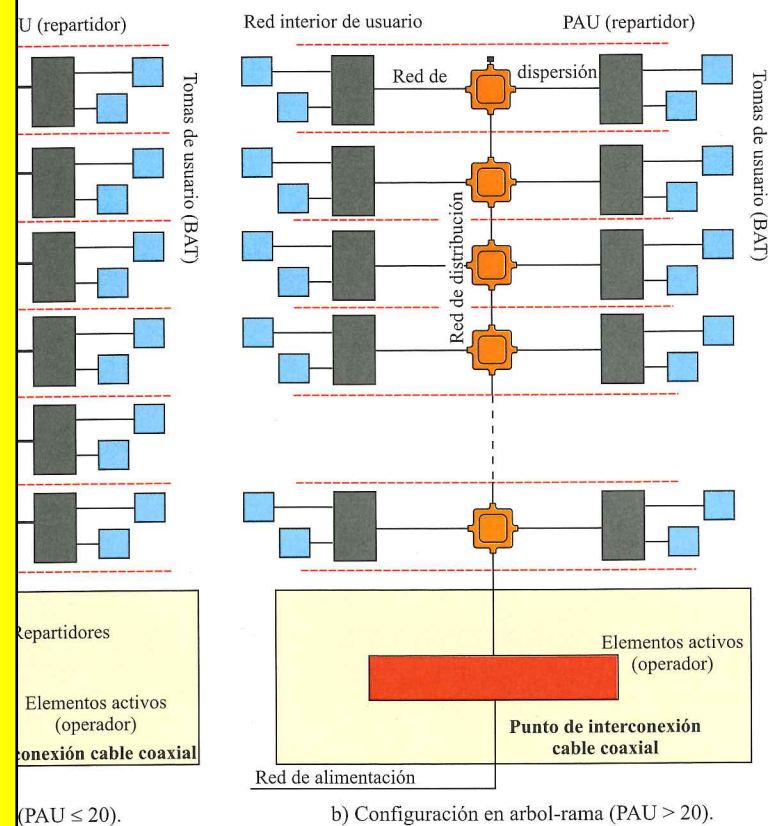 U (repartidor)
Tomas de usuario (BAT)
Repartidores
Elementos activos
(operador)
conexión cable coaxial
(PAU ≤ 20).
Red interior de usuario
PAU (repartidor)
Red de
dispersión
Red de distribución
Tomas de usuario (BAT)
Elementos activos
(operador)
Punto de interconexión
cable coaxial
Red de alimentación
b) Configuración en arbol-rama (PAU > 20).